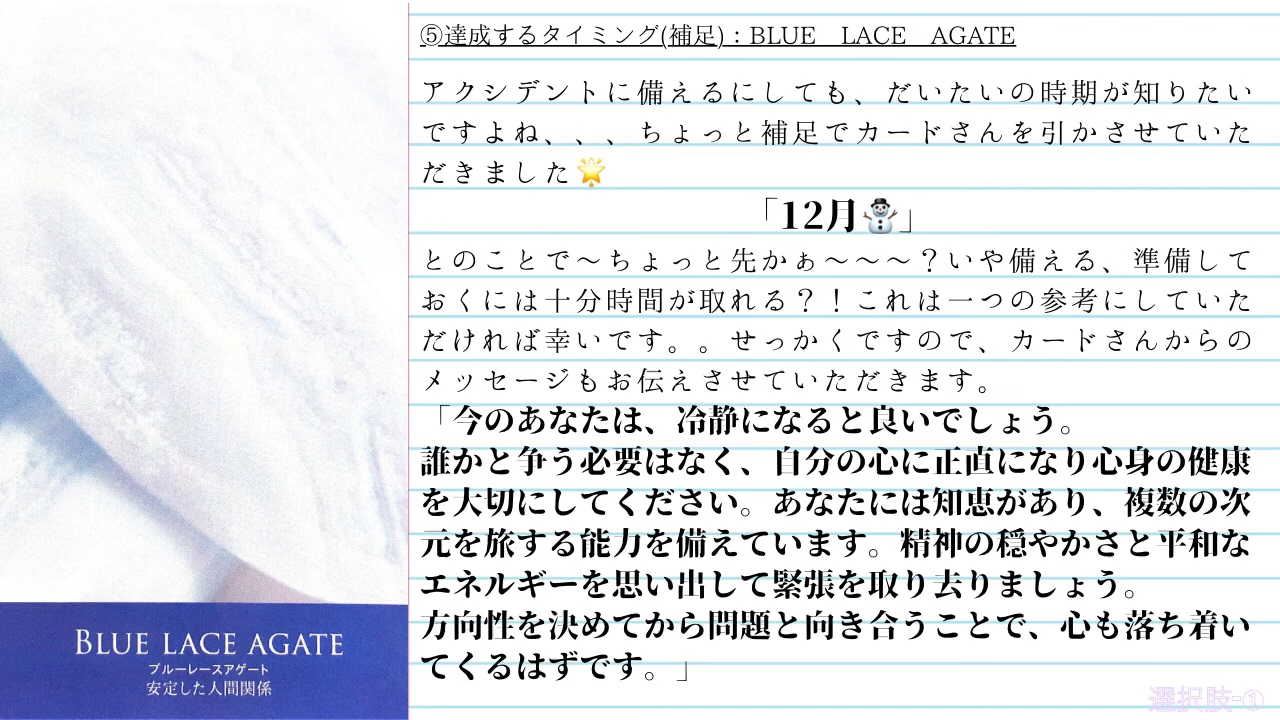 ⑤達成するタイミング(補足)：BLUE　LACE　AGATE
アクシデントに備えるにしても、だいたいの時期が知りたい
ですよね、、、ちょっと補足でカードさんを引かさせていた
だきました🌟
「12月⛄」
とのことで～ちょっと先かぁ～～～？いや備える、準備して
おくには十分時間が取れる？！これは一つの参考にしていた
だければ幸いです。。せっかくですので、カードさんからの
メッセージもお伝えさせていただきます。
「今のあなたは、冷静になると良いでしょう。
誰かと争う必要はなく、自分の心に正直になり心身の健康
を大切にしてください。あなたには知恵があり、複数の次
元を旅する能力を備えています。精神の穏やかさと平和な
エネルギーを思い出して緊張を取り去りましょう。
方向性を決めてから問題と向き合うことで、心も落ち着い
てくるはずです。」
BLUE LACE AGATE
ブルーレースアゲート
安定した人間関係
選択肢-①